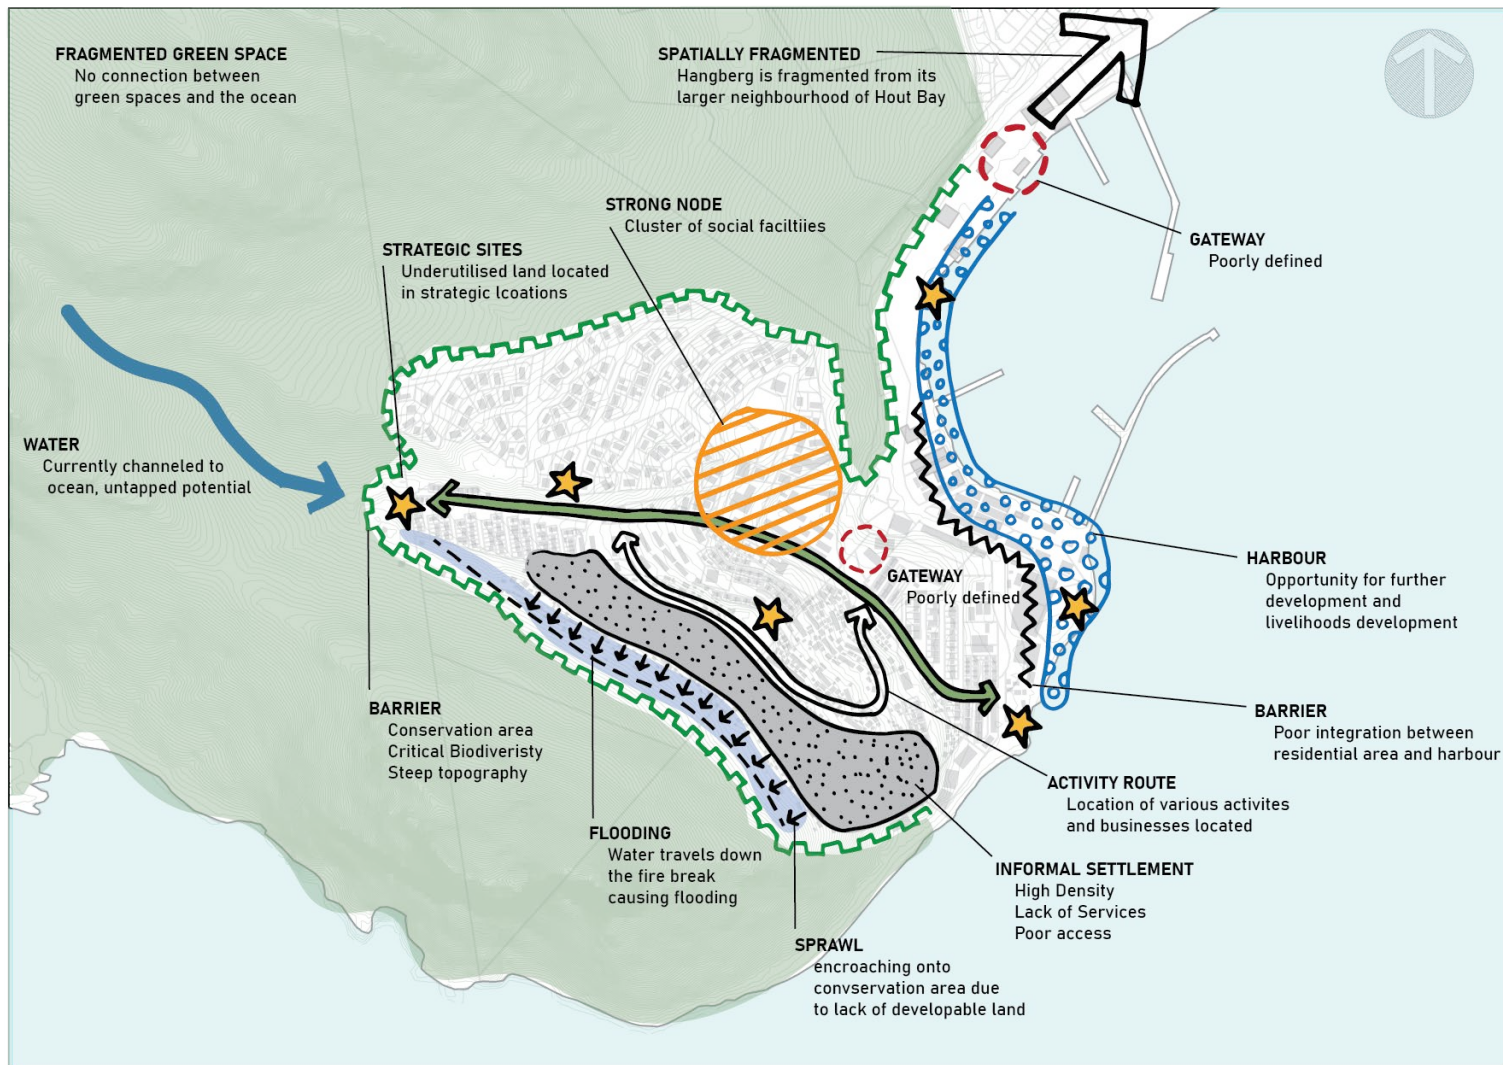 FRAGMENTED GREEN SPACE
No connection between
green spaces and the ocean
SPATIALLY FRAGMENTED
Hangberg is fragmented from its
larger neighbourhood of Hout Bay
STRONG NODE
Cluster of social faciltiies
STRATEGIC SITES
Underutilised land located
in strategic lcoations
GATEWAY
Poorly defined
WATER
Currently channeled to
ocean, untapped potential
HARBOUR
Opportunity for further
development and
livelihoods development
GATEWAY
Poorly defined
BARRIER
Conservation area
Critical Biodiveristy
Steep topography
BARRIER
Poor integration between
residential area and harbour
ACTIVITY ROUTE
Location of various activites
and businesses located
FLOODING
Water travels down
the fire break
causing flooding
INFORMAL SETTLEMENT
High Density
Lack of Services
Poor access
SPRAWL
encroaching onto
convservation area due
to lack of developable land